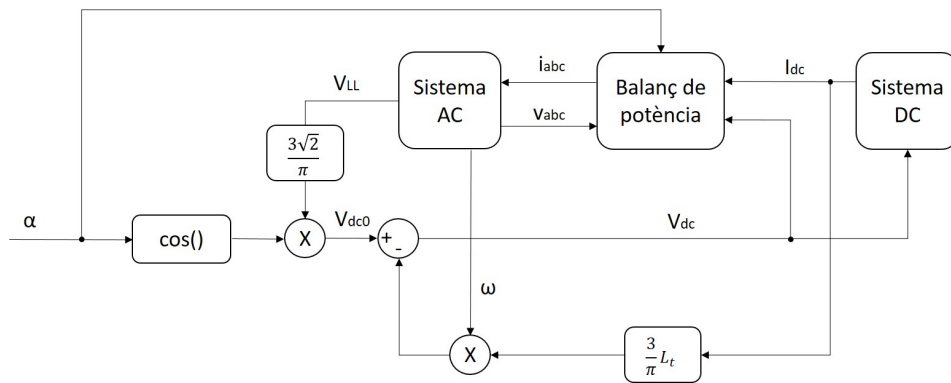 iabc
Idc
VLL
Sistema
AC
Balanç de
potència
Sistema
DC
vabc
3√2
π
α
Vdc0
Vdc
cos()
X
+
-
ω
X
3
π
Lt